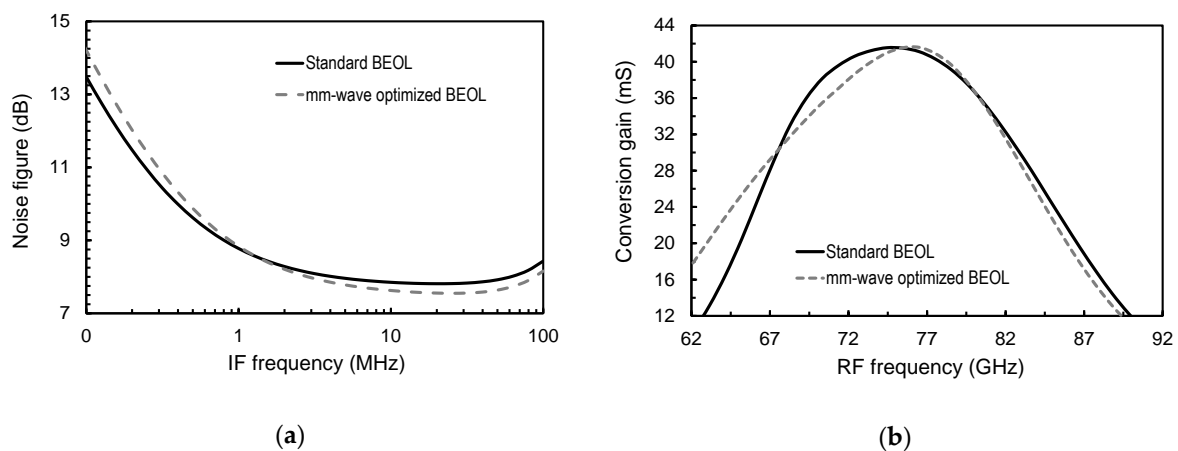 15
13
11
9
7
Noise figure (dB)
Standard BEOL
mm-wave optimized BEOL
0 1 10 100
IF frequency (MHz)
(a)
44
40
36
32
28
24
20
16
12
Conversion gain (mS)
Standard BEOL
mm-wave optimized BEOL
62 67 72 77 82 87 92
RF frequency (GHz)
(b)